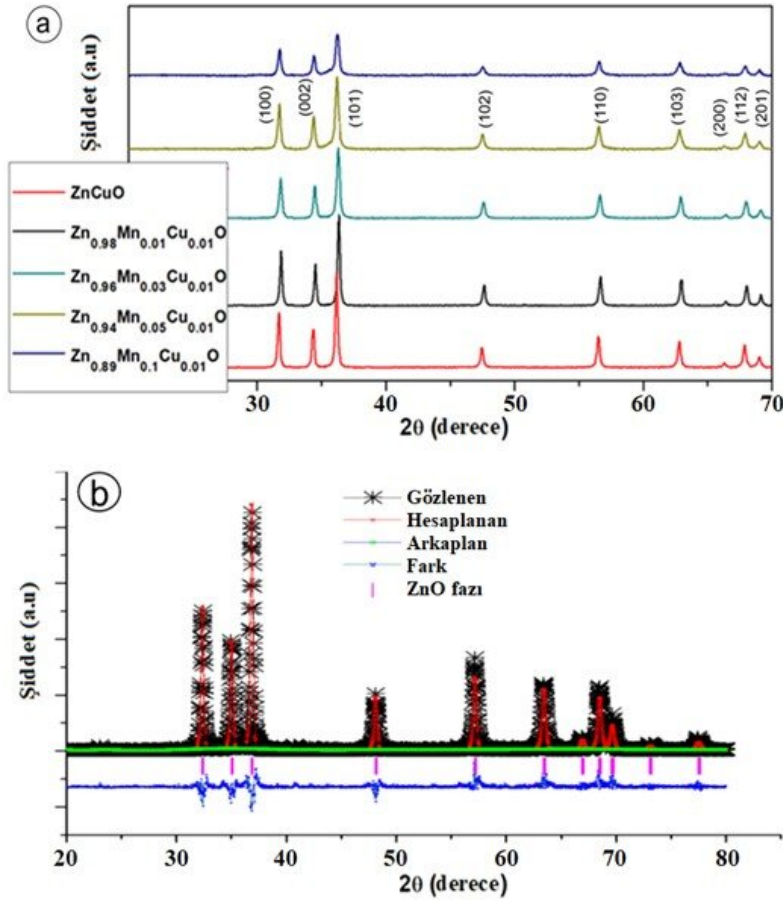 a
Şiddet (a.u)
(100)
(002)
(101)
(102)
(110)
(103)
(200)
(112)
(201)
ZnCuO
Zn0.98Mn0.01Cu0.01O
Zn0.96Mn0.03Cu0.01O
Zn0.94Mn0.05Cu0.01O
Zn0.89Mn0.1Cu0.01O
30 40 50 60 70
2θ (derece)
b
Şiddet (a.u)
Gözlenen
Hesaplanan
Arkaplan
Fark
ZnO fazı
20 30 40 50 60 70 80
2θ (derece)